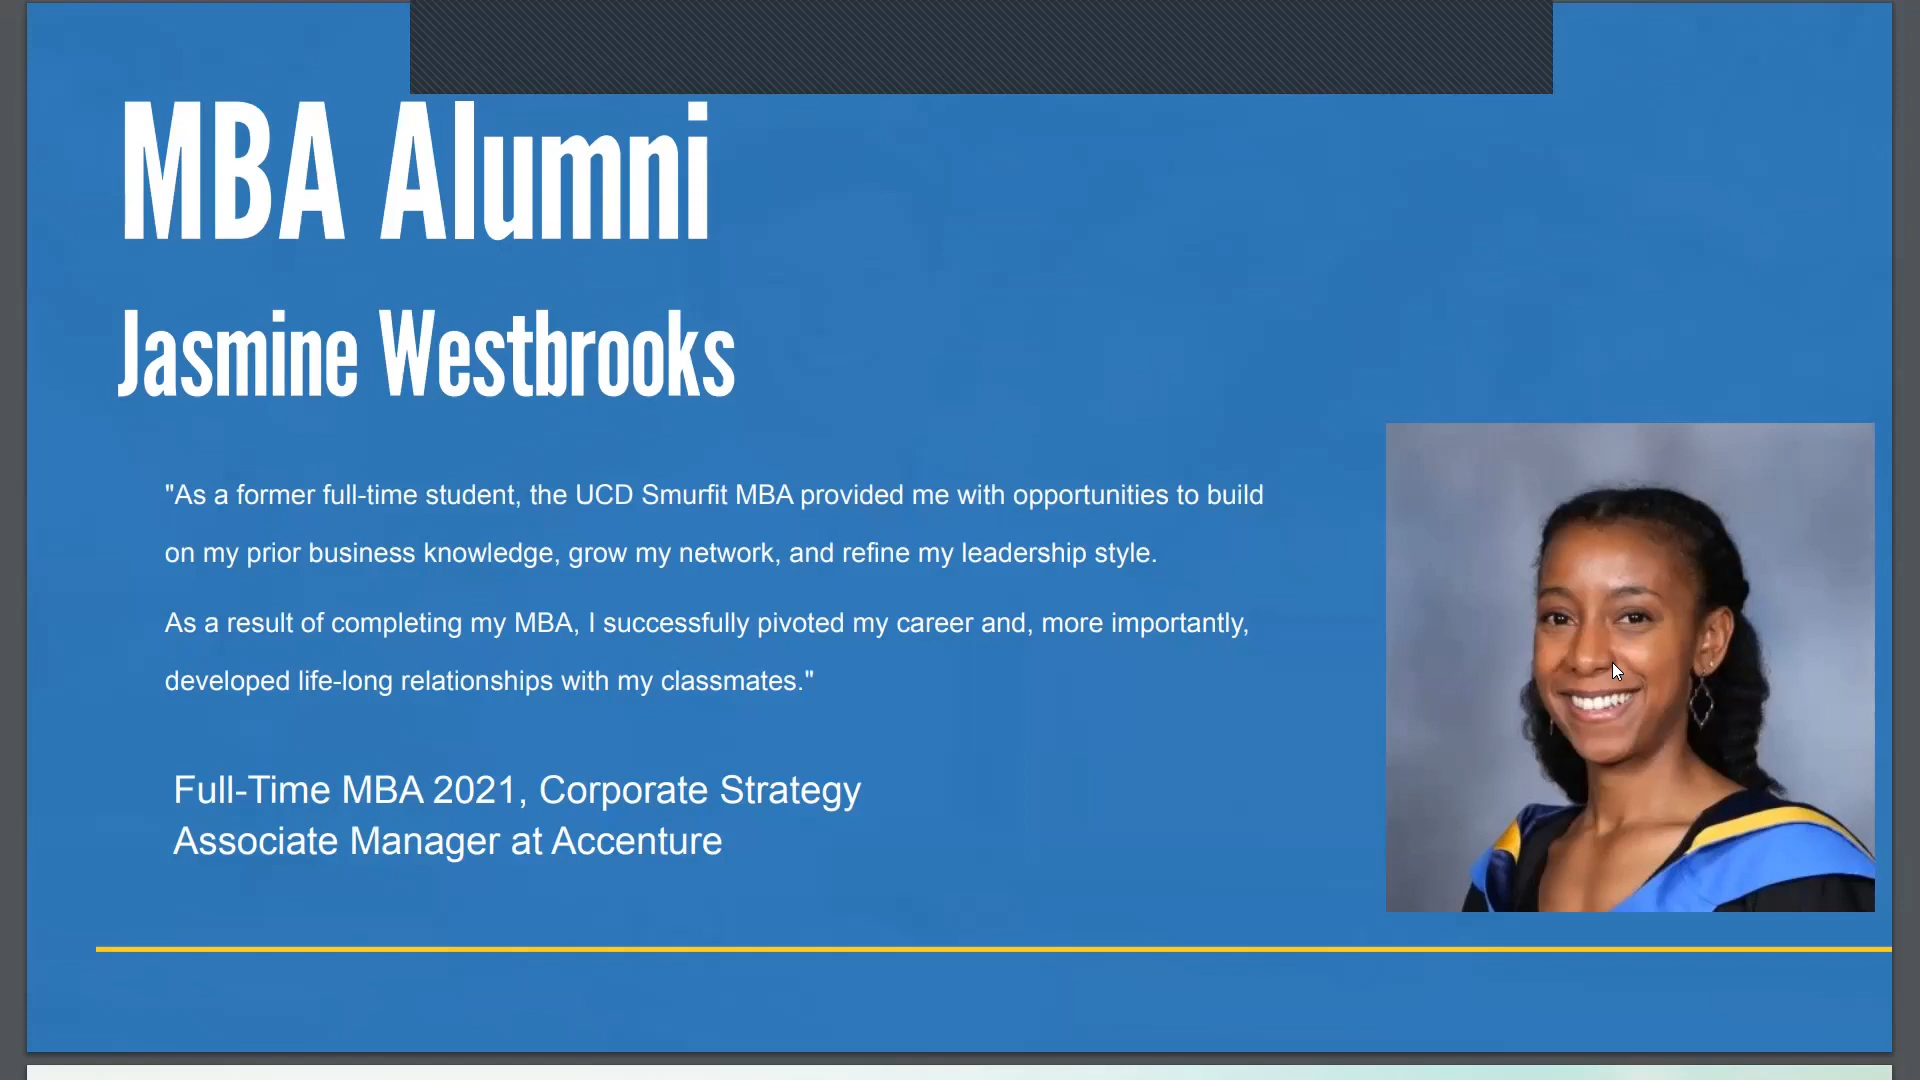 MBA Alumni
Jasmine Westbrooks
"As a former full-time student, the UCD Smurfit MBA provided me with opportunities to build
on my prior business knowledge, grow my network, and refine my leadership style.
As a result of completing my MBA, I successfully pivoted my career and, more importantly,
developed life-long relationships with my classmates."
Full-Time MBA 2021, Corporate Strategy
Associate Manager at Accenture